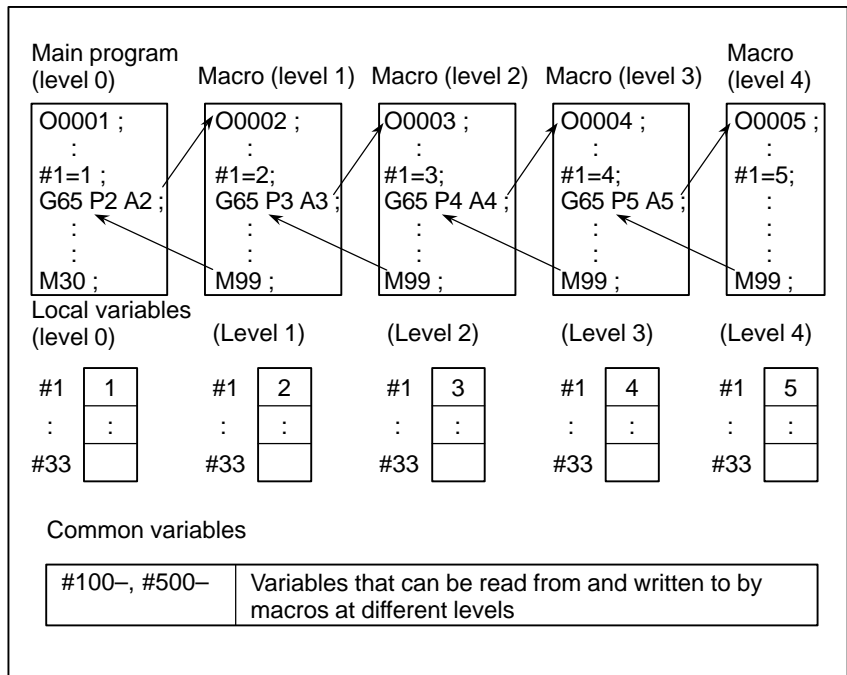 Main program
(level 0)
Macro (level 1)
Macro (level 2)
Macro (level 3)
Macro
(level 4)
O0001 ;
:
#1=1 ;
G65 P2 A2 ;
:
:
M30 ;
O0002 ;
:
#1=2;
G65 P3 A3 ;
:
:
M99 ;
O0003 ;
:
#1=3;
G65 P4 A4 ;
:
:
M99 ;
O0004 ;
:
#1=4;
G65 P5 A5 ;
:
:
M99 ;
O0005 ;
:
#1=5;
:
:
:
M99 ;
Local variables
(level 0)
(Level 1)
(Level 2)
(Level 3)
(Level 4)
#1 1
: :
#33
#1 2
: :
#33
#1 3
: :
#33
#1 4
: :
#33
#1 5
: :
#33
Common variables
#100–, #500–
Variables that can be read from and written to by
macros at different levels